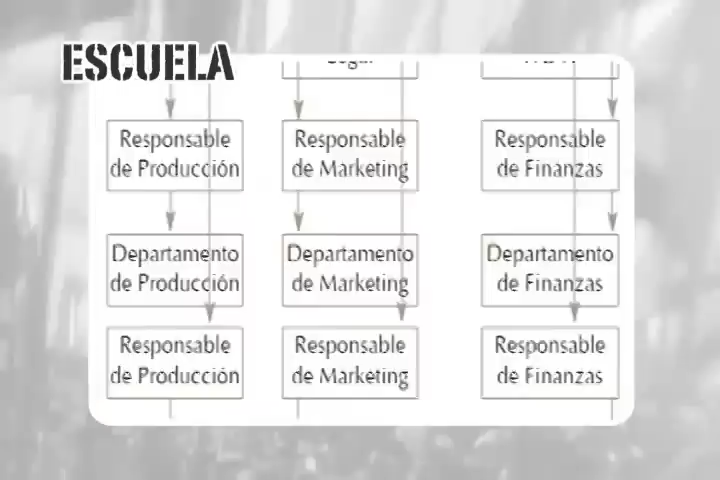 ESCUELA
Responsable
de Producción
Responsable
de Marketing
Responsable
de Finanzas
Departamento
de Producción
Departamento
de Marketing
Departamento
de Finanzas
Responsable
de Producción
Responsable
de Marketing
Responsable
de Finanzas